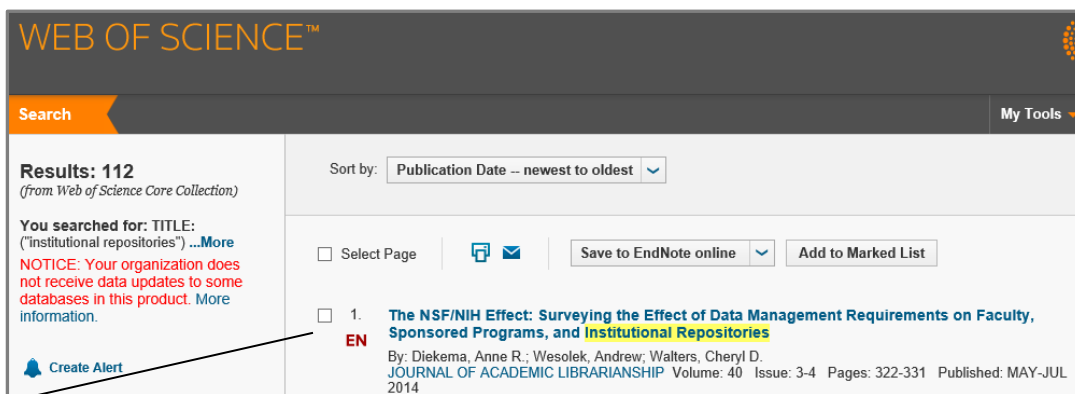 WEB OF SCIENCE™
Search
My Tools
Results: 112
(from Web of Science Core Collection)
You searched for: TITLE:
("institutional repositories") ...More
NOTICE: Your organization does
not receive data updates to some
databases in this product. More
information.
Create Alert
Sort by: Publication Date -- newest to oldest
Select Page
Save to EndNote online
Add to Marked List
1. The NSF/NIH Effect: Surveying the Effect of Data Management Requirements on Faculty,
EN Sponsored Programs, and Institutional Repositories
By: Diekema, Anne R.; Wesolek, Andrew; Walters, Cheryl D.
JOURNAL OF ACADEMIC LIBRARIANSHIP Volume: 40 Issue: 3-4 Pages: 322-331 Published: MAY-JUL
2014